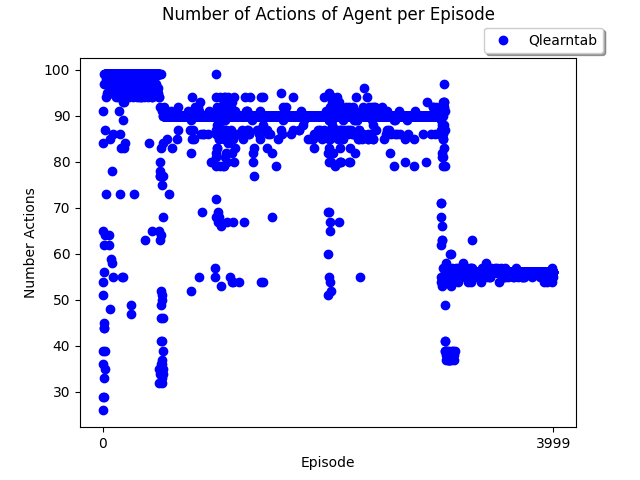 Number of Actions of Agent per Episode
Qlearntab
100
90
80
70
60
50
40
30
Number Actions
0
3999
Episode